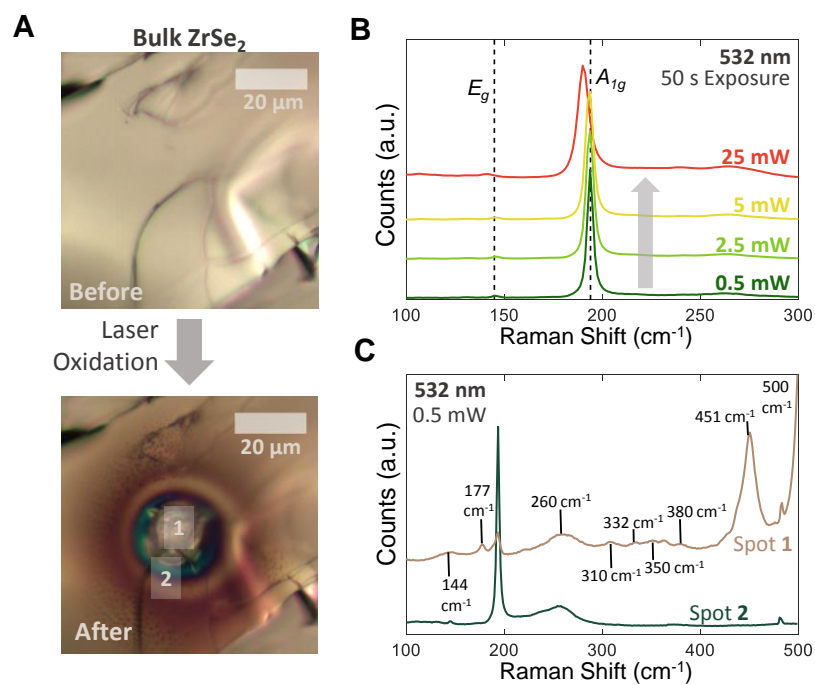 A
Bulk ZrSe₂
20 µm
Before
Laser
Oxidation
20 µm
1
2
After
B
532 nm
50 s Exposure
E_g
A_1g
25 mW
5 mW
2.5 mW
0.5 mW
Counts (a.u.)
100 150 200 250 300
Raman Shift (cm⁻¹)
C
532 nm
0.5 mW
500
cm⁻¹
451 cm⁻¹
177
cm⁻¹
260 cm⁻¹
332 cm⁻¹
380 cm⁻¹
Spot 1
310 cm⁻¹
350 cm⁻¹
144
cm⁻¹
Spot 2
Counts (a.u.)
100 200 300 400 500
Raman Shift (cm⁻¹)